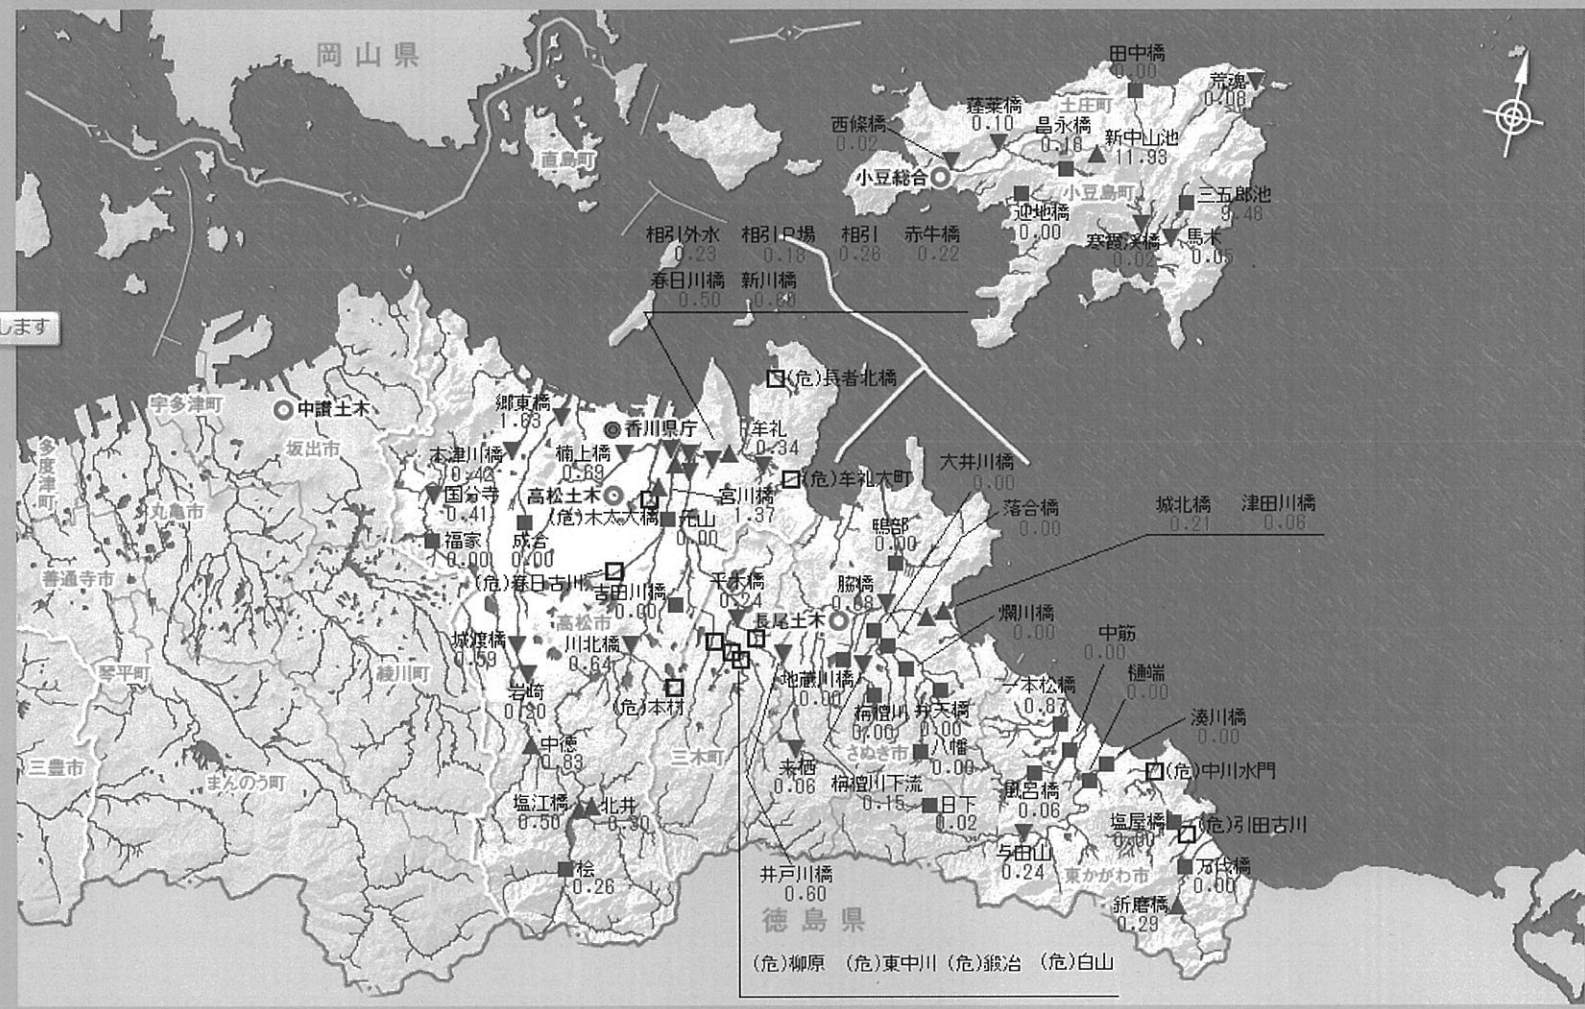 岡山県
直島町
田中橋
0.00
荒魂
0.08
土庄町
蓬莱橋
0.10
西條橋
0.02
昌永橋
0.18
新中山池
11.93
小豆総合
小豆島町
三五郎池
9.48
迎地橋
0.00
寒霞渓橋
0.02
馬木
0.05
相引外水 相引P場 相引 赤牛橋
0.23 0.18 0.26 0.22
春日川橋 新川橋
0.50 0.60
します
(危)長者北橋
宇多津町
中讃土木
坂出市
多度津町
丸亀市
善通寺市
琴平町
三豊市
まんのう町
綾川町
郷東橋
1.63
香川県庁
本津川橋
0.42
楠上橋
0.69
牟礼
0.34
(危)牟礼大町
国分寺
0.41
高松土木
(危)木太大橋
宮川橋
1.37
元山
0.00
福家
0.00
成合
0.00
(危)春日古川
吉田川橋
0.00
平木橋
0.24
高松市
長尾土木
城渡橋
0.59
川北橋
0.64
岩崎
0.20
(危)本村
中徳
0.83
三木町
塩江橋
0.50
北井
0.30
桧
0.26
大井川橋
0.00
落合橋
0.00
城北橋 津田川橋
0.21 0.06
鴨部
0.00
脇橋
爛川橋
0.00
中筋
0.00
樋端
0.00
湊川橋
0.00
地蔵川橋
0.00
栴檀川
0.00
弁天橋
0.00
さぬき市
八幡
0.00
一本松橋
0.87
来栖
0.06
栴檀川下流
0.15
日下
0.02
風呂橋
0.06
(危)中川水門
塩屋橋
0.00
(危)引田古川
与田山
0.24
東かがわ市
万代橋
0.00
釈磨橋
0.29
井戸川橋
0.60
徳島県
(危)柳原 (危)東中川 (危)鍛冶 (危)白山